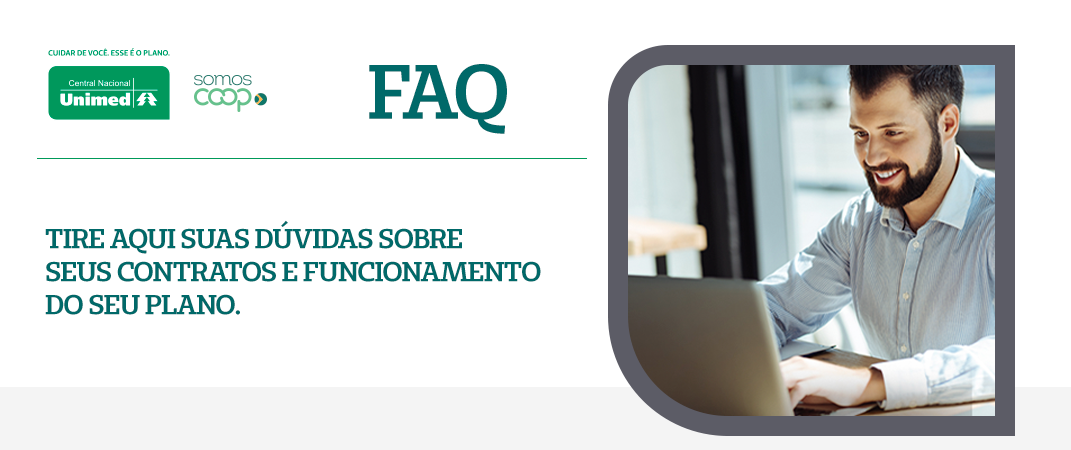 CUIDAR DE VOCÊ. ESSE É O PLANO.
Central Nacional
Unimed
somos
coop
FAQ
TIRE AQUI SUAS DÚVIDAS SOBRE
SEUS CONTRATOS E FUNCIONAMENTO
DO SEU PLANO.